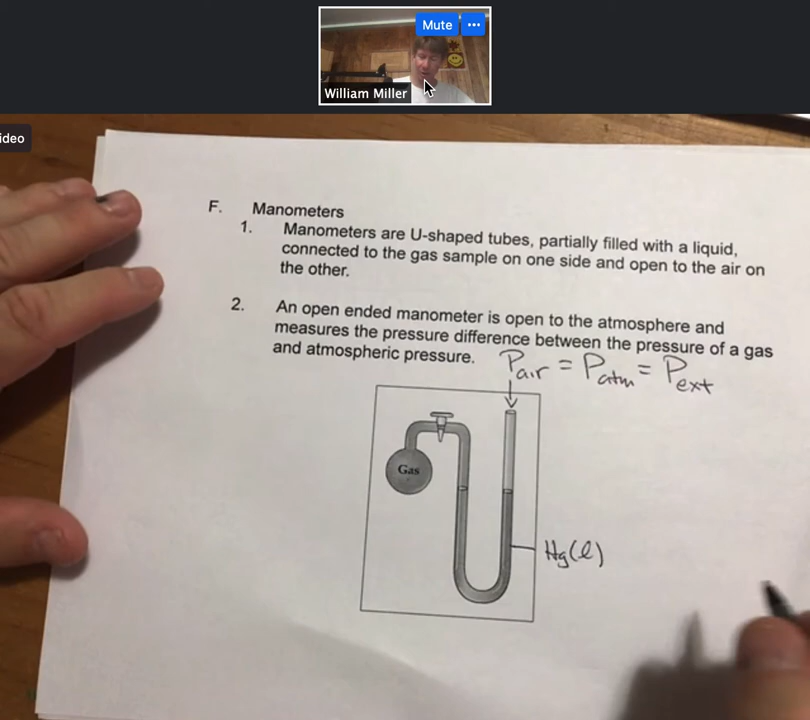 Mute ...
William Miller
ideo
F. Manometers
1. Manometers are U-shaped tubes, partially filled with a liquid,
connected to the gas sample on one side and open to the air on
the other.
2. An open ended manometer is open to the atmosphere and
measures the pressure difference between the pressure of a gas
and atmospheric pressure.
Pair = Patm = Pext
Gas
Hg(l)